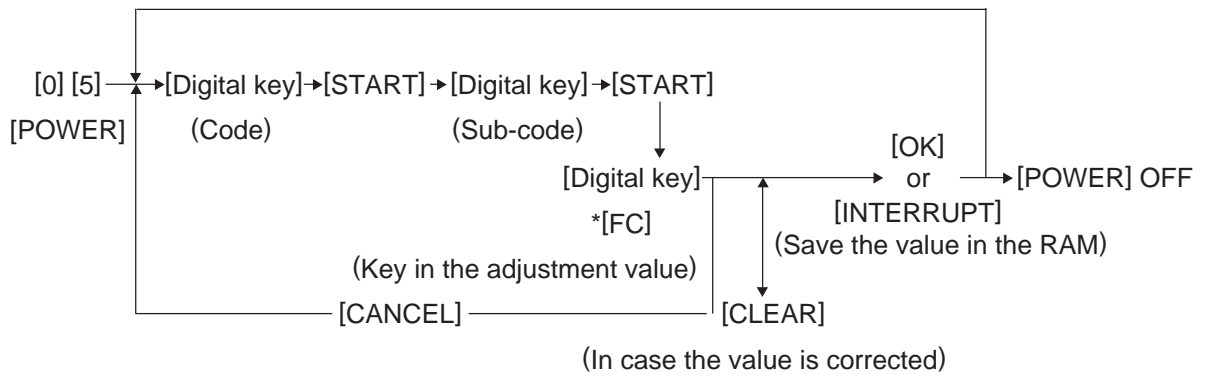 [0] [5] [Digital key] [START] [Digital key] [START]
[POWER] (Code) (Sub-code)
[OK]
[Digital key] or [POWER] OFF
*[FC] [INTERRUPT]
(Save the value in the RAM)
(Key in the adjustment value)
[CANCEL] [CLEAR]
(In case the value is corrected)